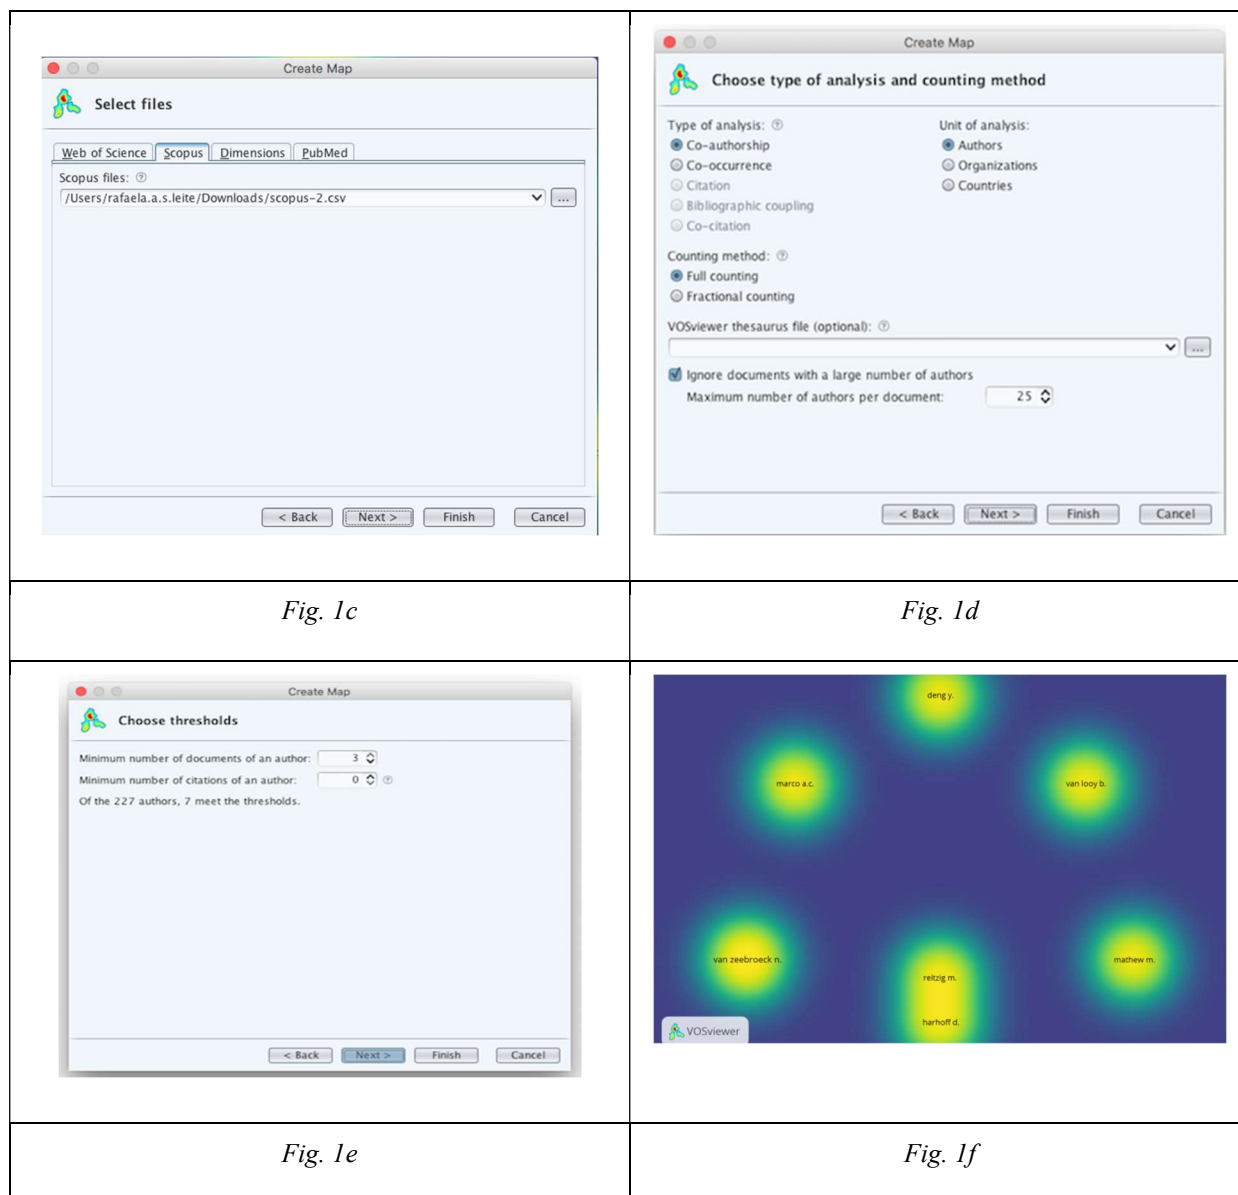 Create Map
Select files
Web of Science Scopus Dimensions PubMed
Scopus files: ?
/Users/rafaela.a.s.leite/Downloads/scopus-2.csv ...
< Back Next > Finish Cancel
Create Map
Choose type of analysis and counting method
Type of analysis: ? Unit of analysis:
Co-authorship Authors
Co-occurrence Organizations
Citation Countries
Bibliographic coupling
Co-citation
Counting method: ?
Full counting
Fractional counting
VOSviewer thesaurus file (optional): ?
...
Ignore documents with a large number of authors
Maximum number of authors per document: 25
< Back Next > Finish Cancel
Fig. 1c
Fig. 1d
Create Map
Choose thresholds
Minimum number of documents of an author: 3
Minimum number of citations of an author: 0 ?
Of the 227 authors, 7 meet the thresholds.
< Back Next > Finish Cancel
deng y.
marco a.c.
van looy b.
van zeebroeck n.
reitzig m.
mathew m.
harhoff d.
VOSviewer
Fig. 1e
Fig. 1f